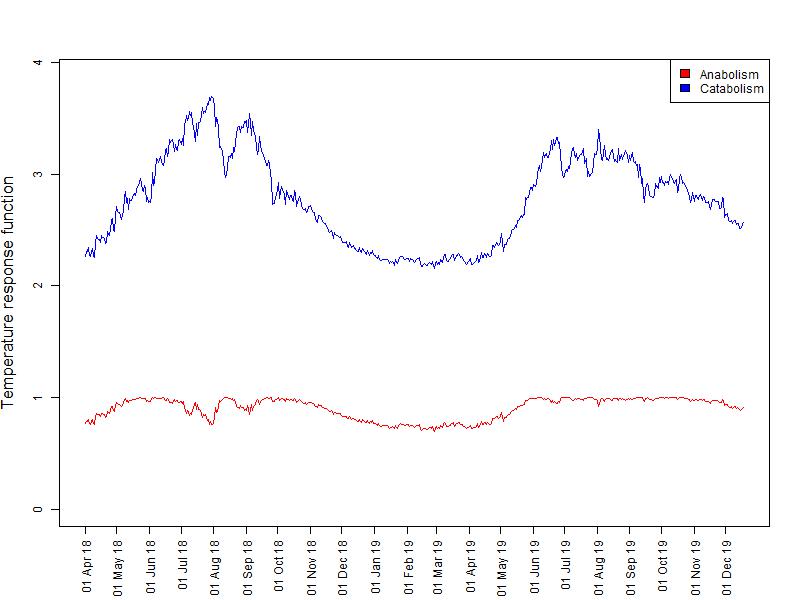 Anabolism
Catabolism
Temperature response function
4
3
2
1
0
01 Apr 18
01 May 18
01 Jun 18
01 Jul 18
01 Aug 18
01 Sep 18
01 Oct 18
01 Nov 18
01 Dec 18
01 Jan 19
01 Feb 19
01 Mar 19
01 Apr 19
01 May 19
01 Jun 19
01 Jul 19
01 Aug 19
01 Sep 19
01 Oct 19
01 Nov 19
01 Dec 19